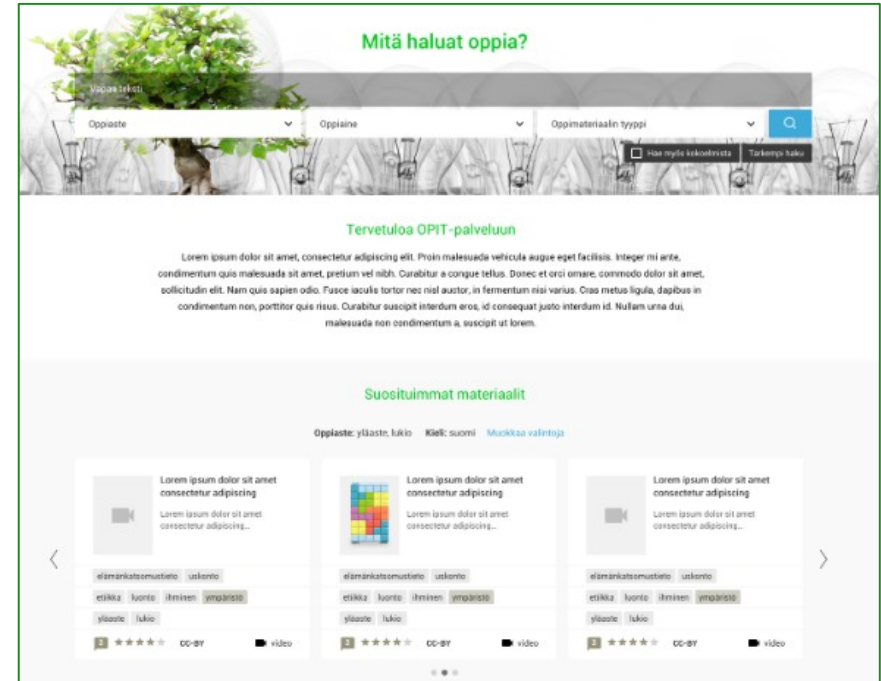 Mitä haluat oppia?
Vapaa teksti
Oppiaste Oppiaine Oppimateriaalin tyyppi
Hae myös kokoelmista Tarkempi haku
Tervetuloa OPIT-palveluun
Lorem ipsum dolor sit amet, consectetur adipiscing elit. Proin malesuada vehicula augue eget facilisis. Integer mi ante,
condimentum quis malesuada sit amet, pretium vel nibh. Curabitur a congue tellus. Donec et orci ornare, commodo dolor sit amet,
sollicitudin elit. Nam quis sapien odio. Fusce iaculis tortor nec nisl auctor, in fermentum nisi varius. Cras metus ligula, dapibus in
condimentum non, porttitor quis risus. Curabitur suscipit interdum eros, id consequat justo interdum id. Nullam urna dui,
malesuada non condimentum a, suscipit ut lorem.
Suosituimmat materiaalit
Oppiaste: yläaste, lukio Kieli: suomi Muokkaa valintoja
Lorem ipsum dolor sit amet
consectetur adipiscing
Lorem ipsum dolor sit amet
consectetur adipiscing...
elämänkatsomustieto uskonto
etiikka luonto ihminen ympäristö
yläaste lukio
2 CC-BY video
Lorem ipsum dolor sit amet
consectetur adipiscing
Lorem ipsum dolor sit amet
consectetur adipiscing...
elämänkatsomustieto uskonto
etiikka luonto ihminen ympäristö
yläaste lukio
2 CC-BY video
Lorem ipsum dolor sit amet
consectetur adipiscing
Lorem ipsum dolor sit amet
consectetur adipiscing...
elämänkatsomustieto uskonto
etiikka luonto ihminen ympäristö
yläaste lukio
2 CC-BY video